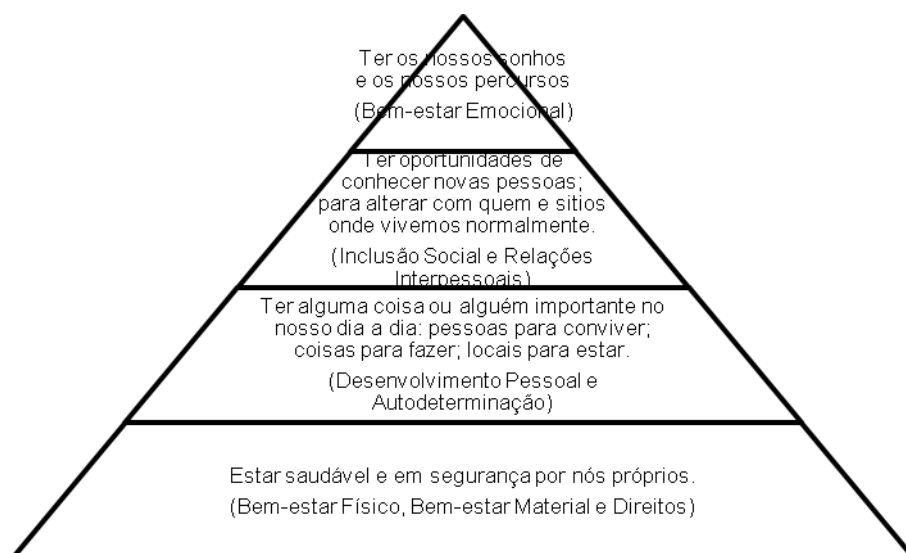 Ter os nossos sonhos
e os nossos percursos
(Bem-estar Emocional)
Ter oportunidades de
conhecer novas pessoas;
para alterar com quem e sitios
onde vivemos normalmente.
(Inclusão Social e Relações
Interpessoais)
Ter alguma coisa ou alguém importante no
nosso dia a dia: pessoas para conviver;
coisas para fazer; locais para estar.
(Desenvolvimento Pessoal e
Autodeterminação)
Estar saudável e em segurança por nós próprios.
(Bem-estar Físico, Bem-estar Material e Direitos)